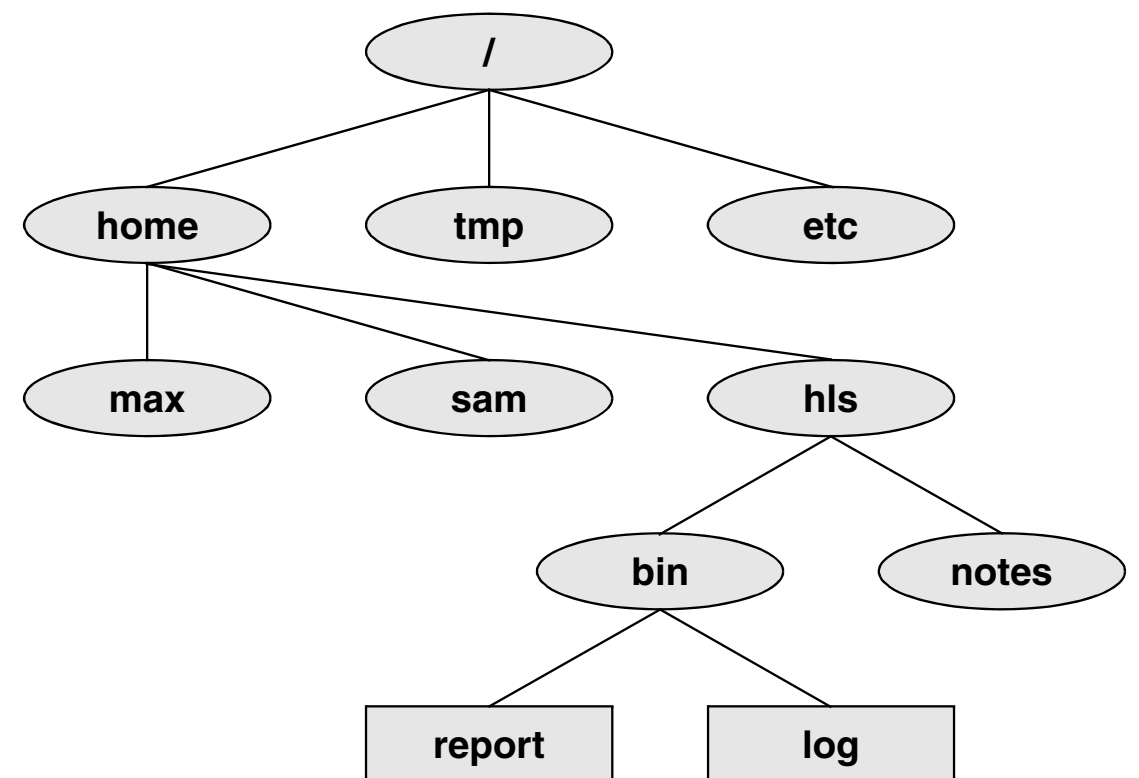 /
home
tmp
etc
max
sam
hls
bin
notes
report
log